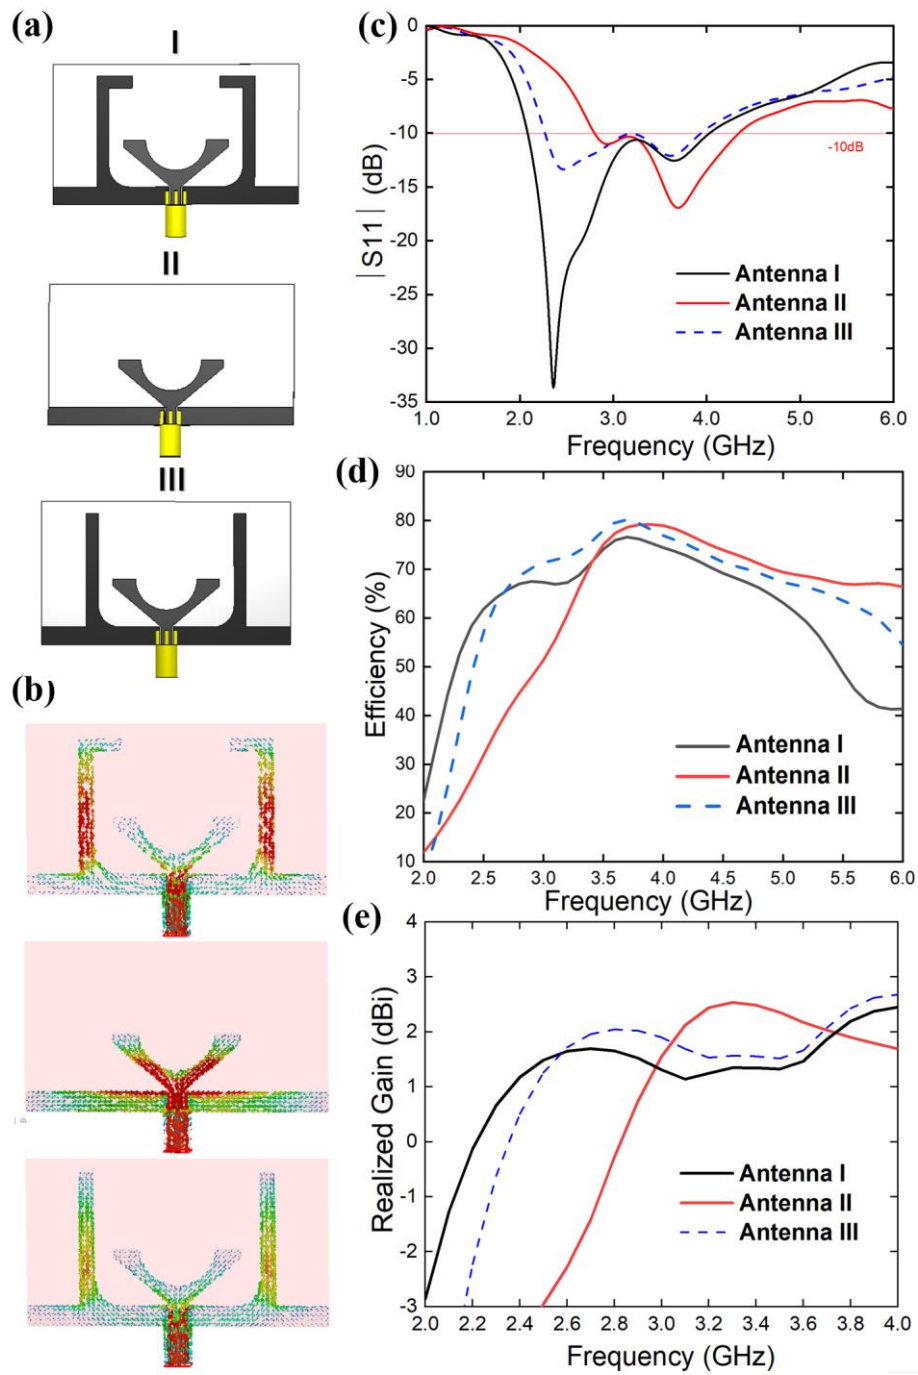 (a)
I
II
III
(b)
(c)
0
-5
-10
-15
-20
-25
-30
-35
1.0 2.0 3.0 4.0 5.0 6.0
|S11| (dB)
Frequency (GHz)
-10dB
Antenna I
Antenna II
Antenna III
(d)
90
80
70
60
50
40
30
20
10
2.0 2.5 3.0 3.5 4.0 4.5 5.0 5.5 6.0
Efficiency (%)
Frequency (GHz)
Antenna I
Antenna II
Antenna III
(e)
4
3
2
1
0
-1
-2
-3
2.0 2.2 2.4 2.6 2.8 3.0 3.2 3.4 3.6 3.8 4.0
Realized Gain (dBi)
Frequency (GHz)
Antenna I
Antenna II
Antenna III